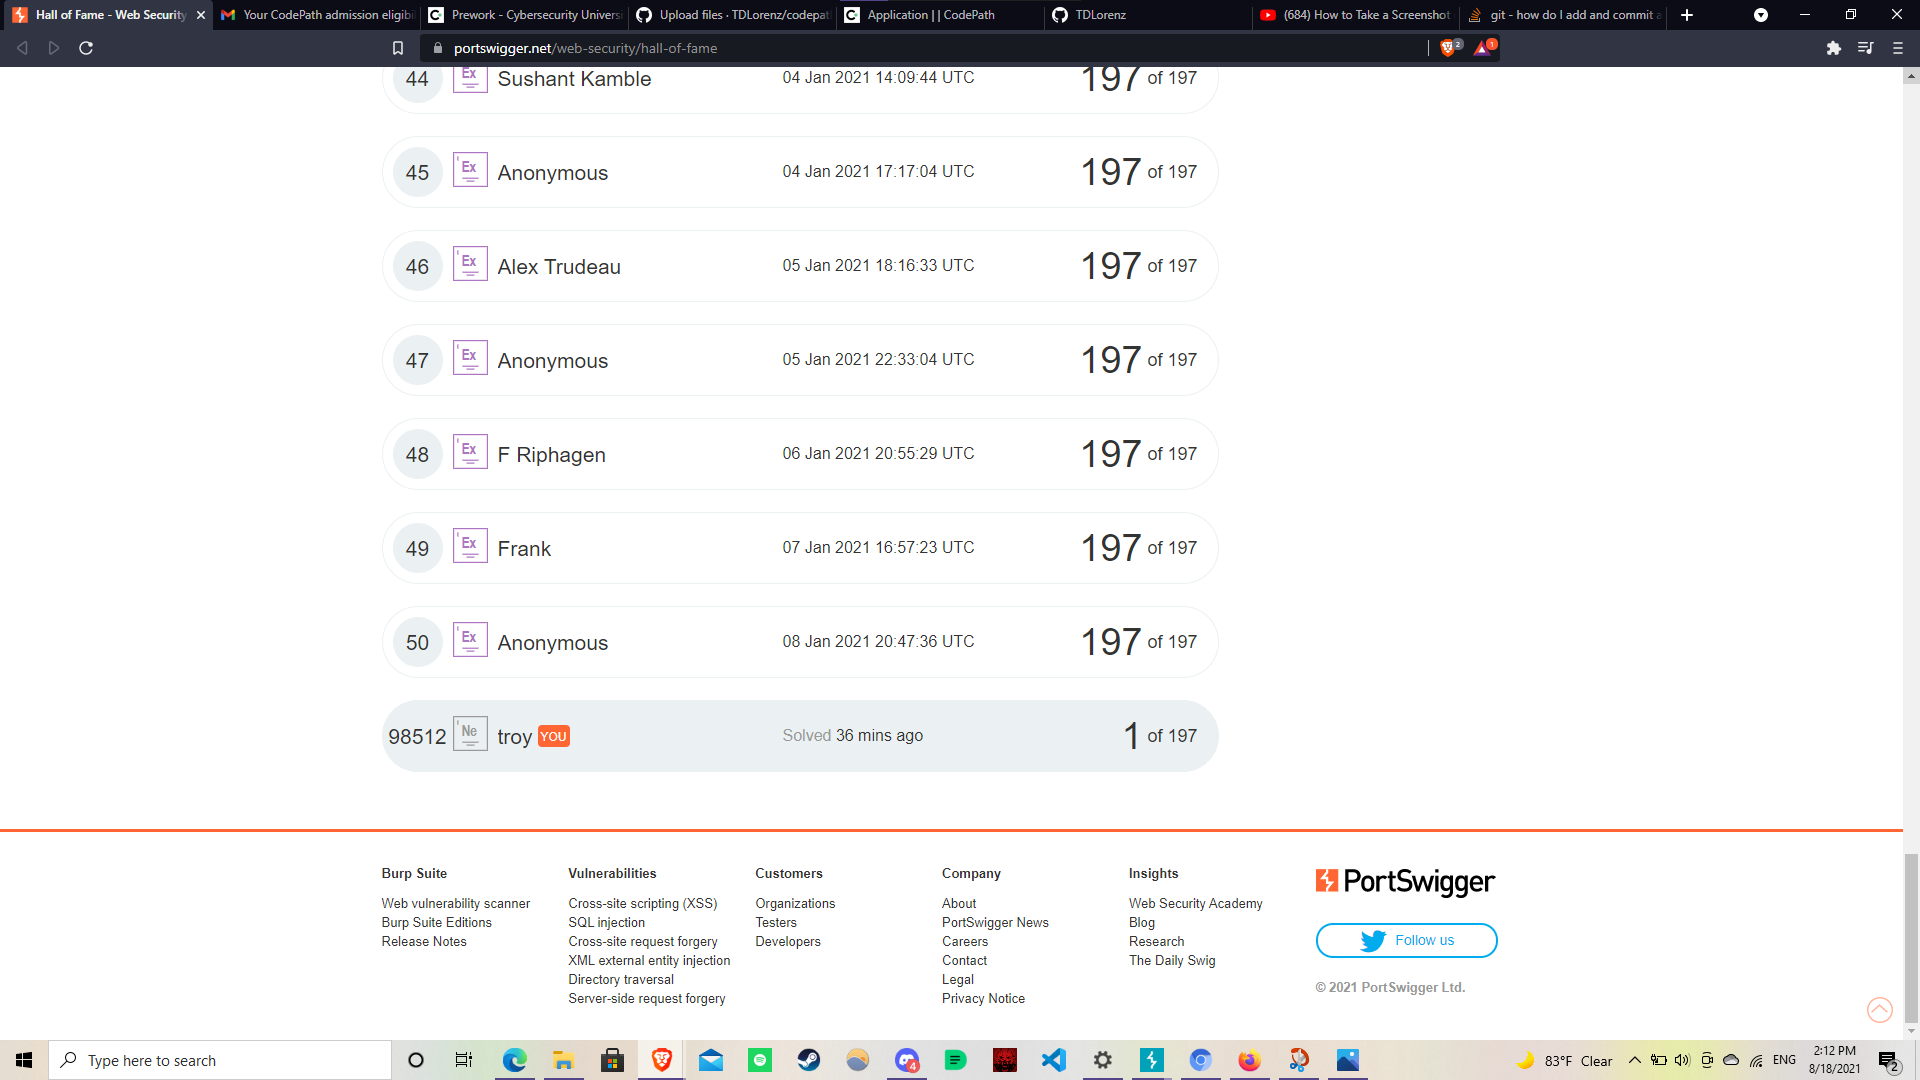 Hall of Fame - Web Security
Your CodePath admission eligibi
Prework - Cybersecurity Universi
Upload files · TDLorenz/codepat
Application | | CodePath
TDLorenz
(684) How to Take a Screenshot
git - how do I add and commit a
portswigger.net/web-security/hall-of-fame
2
1
44 Ex Sushant Kamble 04 Jan 2021 14:09:44 UTC 197 of 197
45 Ex Anonymous 04 Jan 2021 17:17:04 UTC 197 of 197
46 Ex Alex Trudeau 05 Jan 2021 18:16:33 UTC 197 of 197
47 Ex Anonymous 05 Jan 2021 22:33:04 UTC 197 of 197
48 Ex F Riphagen 06 Jan 2021 20:55:29 UTC 197 of 197
49 Ex Frank 07 Jan 2021 16:57:23 UTC 197 of 197
50 Ex Anonymous 08 Jan 2021 20:47:36 UTC 197 of 197
98512 Ne troy YOU Solved 36 mins ago 1 of 197
Burp Suite
Web vulnerability scanner
Burp Suite Editions
Release Notes
Vulnerabilities
Cross-site scripting (XSS)
SQL injection
Cross-site request forgery
XML external entity injection
Directory traversal
Server-side request forgery
Customers
Organizations
Testers
Developers
Company
About
PortSwigger News
Careers
Contact
Legal
Privacy Notice
Insights
Web Security Academy
Blog
Research
The Daily Swig
PortSwigger
Follow us
© 2021 PortSwigger Ltd.
Type here to search
4
83°F Clear
ENG
2:12 PM
8/18/2021
2